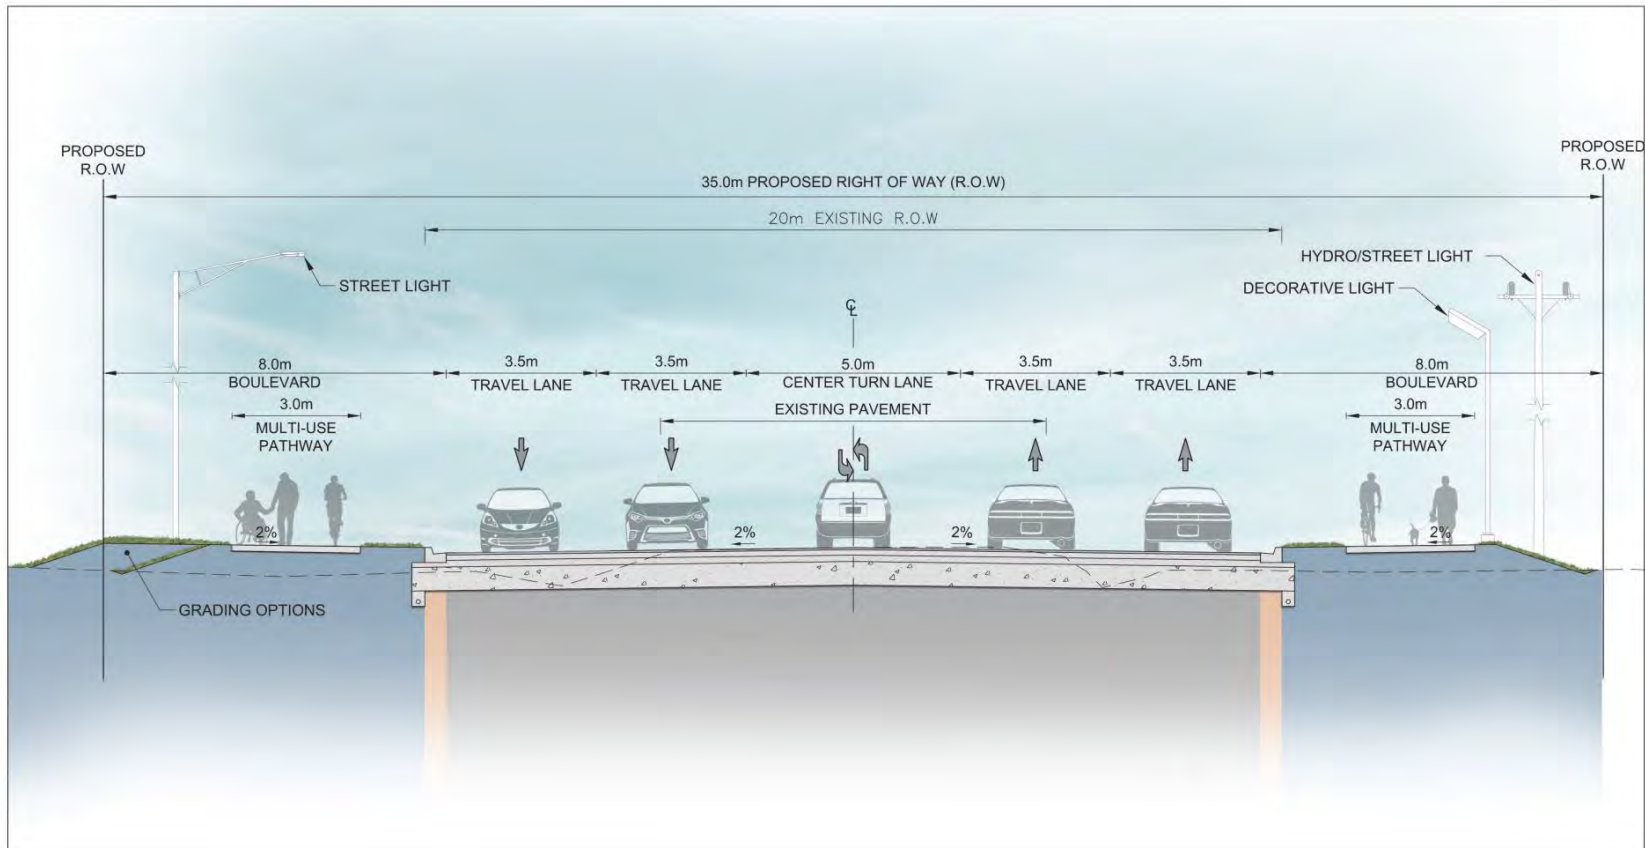 PROPOSED
R.O.W
PROPOSED
R.O.W
35.0m PROPOSED RIGHT OF WAY (R.O.W)
20m EXISTING R.O.W
STREET LIGHT
HYDRO/STREET LIGHT
DECORATIVE LIGHT
℄
8.0m
BOULEVARD
3.5m
TRAVEL LANE
3.5m
TRAVEL LANE
5.0m
CENTER TURN LANE
3.5m
TRAVEL LANE
3.5m
TRAVEL LANE
8.0m
BOULEVARD
3.0m
MULTI-USE
PATHWAY
EXISTING PAVEMENT
3.0m
MULTI-USE
PATHWAY
2%
2%
2%
2%
GRADING OPTIONS